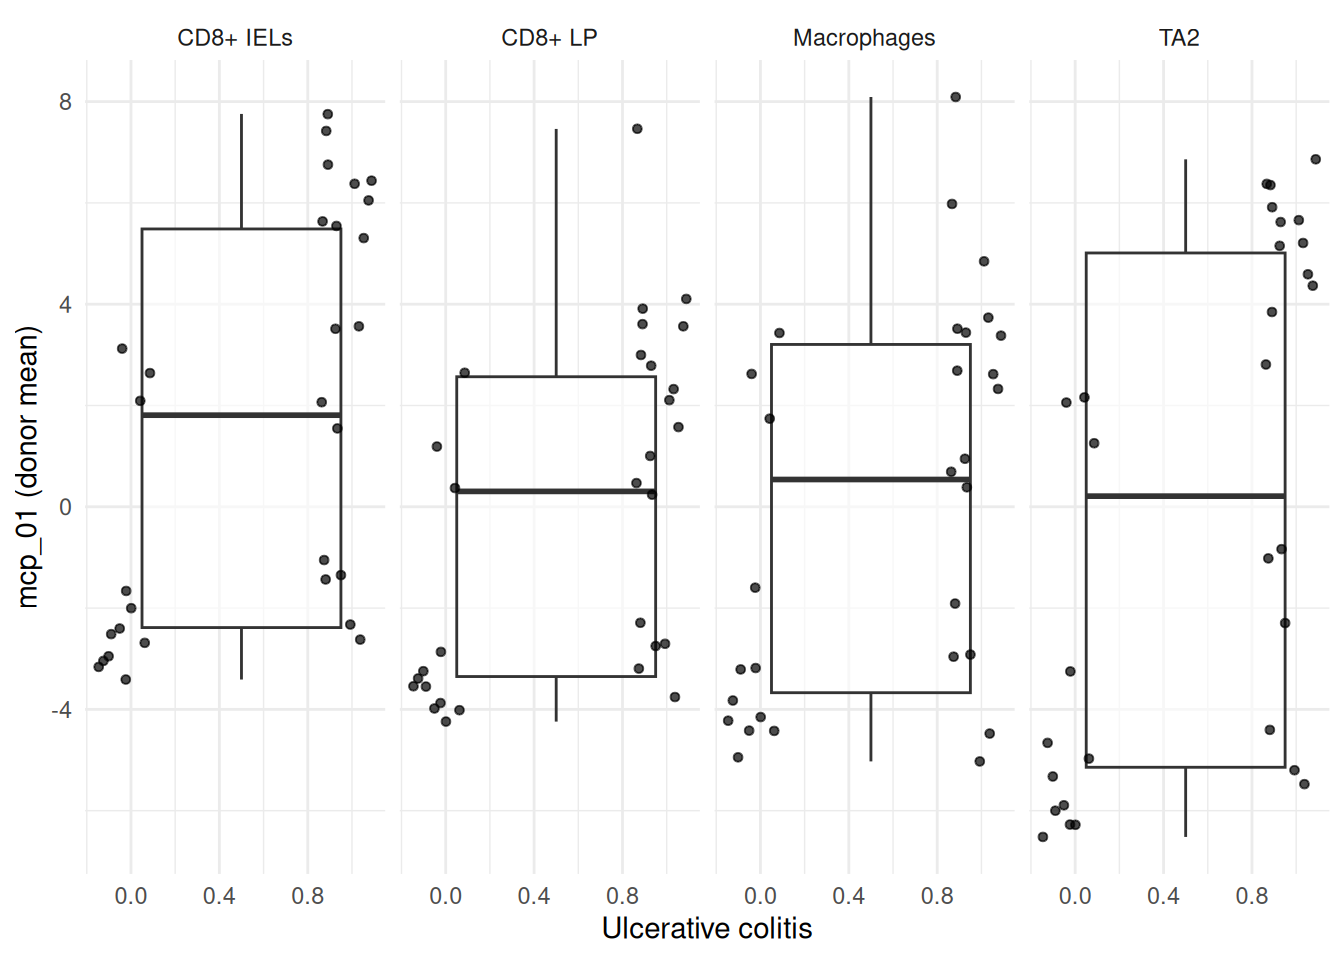 CD8+ IELs CD8+ LP Macrophages TA2
8
4
0
-4
mcp_01 (donor mean)
0.0 0.4 0.8 0.0 0.4 0.8 0.0 0.4 0.8 0.0 0.4 0.8
Ulcerative colitis